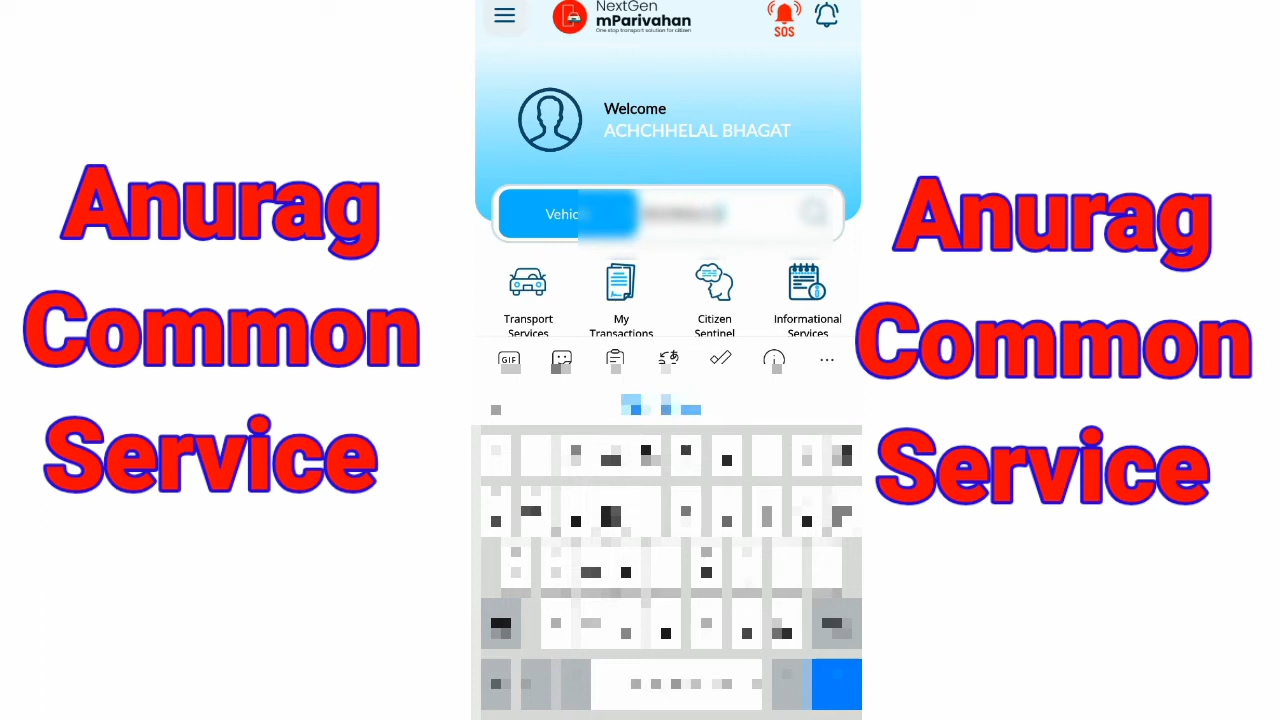 Anurag
Common
Service
NextGen
mParivahan
One stop transport solution for citizen
SOS
Welcome
ACHCHHELAL BHAGAT
Transport
Services
My
Transactions
Citizen
Sentinel
Informational
Services
GIF
Anurag
Common
Service